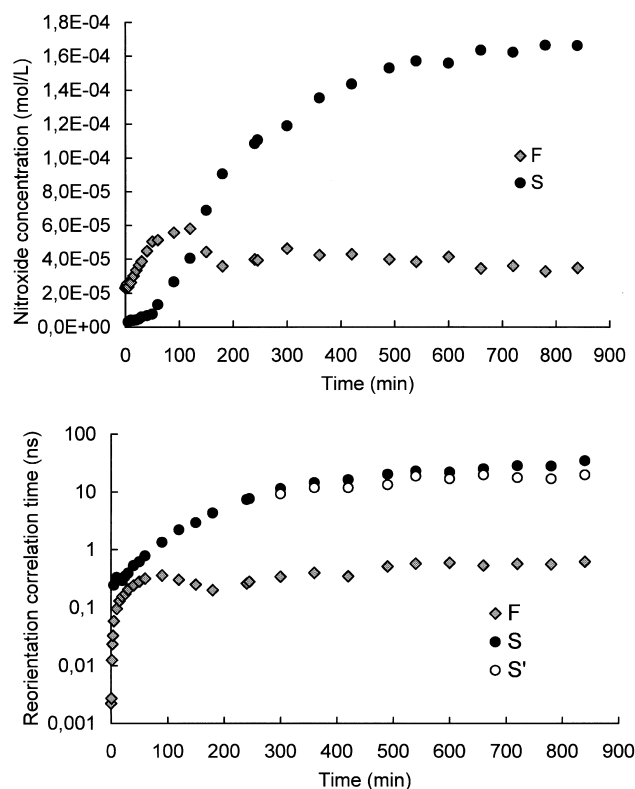 1,8E-04
1,6E-04
1,4E-04
1,2E-04
1,0E-04
8,0E-05
6,0E-05
4,0E-05
2,0E-05
0,0E+00
Nitroxide concentration (mol/L)
F
S
0 100 200 300 400 500 600 700 800 900
Time (min)
100
10
1
0,1
0,01
0,001
Reorientation correlation time (ns)
F
S
S'
0 100 200 300 400 500 600 700 800 900
Time (min)